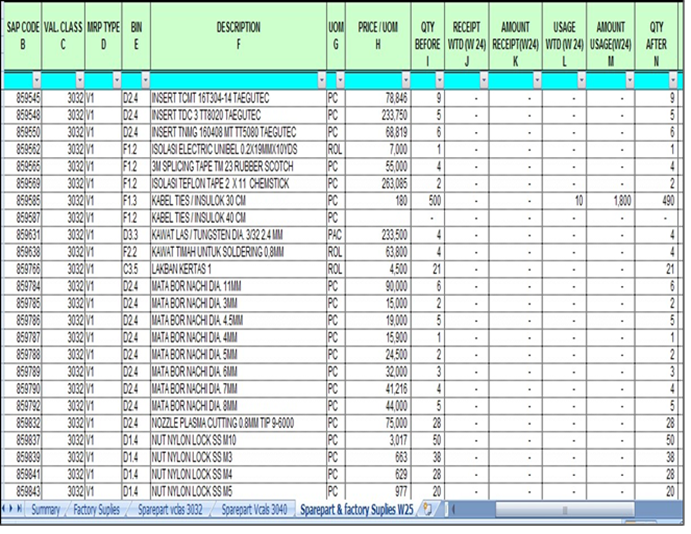 SAP CODE VAL. CLASS MRP TYPE BIN DESCRIPTION UOM PRICE / UOM QTY BEFORE RECEIPT WTD (W 24) AMOUNT RECEIPT(W24) USAGE WTD (W 24) AMOUNT USAGE(W24) QTY AFTER
B C D E F G H I J K L M N
859545 3032 V1 D2.4 INSERT TCMT 16T304-14 TAEGUTEC PC 78,846 9 - - - - 9
859548 3032 V1 D2.4 INSERT TDC 3 TT8020 TAEGUTEC PC 233,750 5 - - - - 5
859550 3032 V1 D2.4 INSERT TNMG 160408 MT TT5080 TAEGUTEC PC 68,819 6 - - - - 6
859562 3032 V1 F1.2 ISOLASI ELECTRIC UNIBEL 0.2X19MMX10YDS ROL 7,000 1 - - - - 1
859565 3032 V1 F1.2 3M SPLICING TAPE TM 23 RUBBER SCOTCH PC 55,000 4 - - - - 4
859569 3032 V1 F1.2 ISOLASI TEFLON TAPE 2 X 11 CHEMSTICK PC 263,085 2 - - - - 2
859585 3032 V1 F1.3 KABEL TIES / INSULOK 30 CM PC 180 500 - - 10 1,800 490
859587 3032 V1 F1.2 KABEL TIES / INSULOK 40 CM PC - - - - - -
859631 3032 V1 D3.3 KAWAT LAS / TUNGSTEN DIA. 3/32 2.4 MM PAC 233,500 4 - - - - 4
859638 3032 V1 F2.2 KAWAT TIMAH UNTUK SOLDERING 0,8MM ROL 63,800 4 - - - - 4
859766 3032 V1 C3.5 LAKBAN KERTAS 1 ROL 4,500 21 - - - - 21
859784 3032 V1 D2.4 MATA BOR NACHI DIA. 11MM PC 90,000 6 - - - - 6
859785 3032 V1 D2.4 MATA BOR NACHI DIA. 3MM PC 15,000 2 - - - - 2
859786 3032 V1 D2.4 MATA BOR NACHI DIA. 4.5MM PC 19,000 5 - - - - 5
859787 3032 V1 D2.4 MATA BOR NACHI DIA. 4MM PC 15,900 1 - - - - 1
859788 3032 V1 D2.4 MATA BOR NACHI DIA. 5MM PC 24,500 2 - - - - 2
859789 3032 V1 D2.4 MATA BOR NACHI DIA. 6MM PC 32,000 3 - - - - 3
859790 3032 V1 D2.4 MATA BOR NACHI DIA. 7MM PC 41,216 4 - - - - 4
859792 3032 V1 D2.4 MATA BOR NACHI DIA. 8MM PC 44,000 5 - - - - 5
859832 3032 V1 D2.4 NOZZLE PLASMA CUTTING 0.8MM TIP 9-6000 PC 75,000 28 - - - - 28
859837 3032 V1 D1.4 NUT NYLON LOCK SS M10 PC 3,017 50 - - - - 50
859839 3032 V1 D1.4 NUT NYLON LOCK SS M3 PC 663 38 - - - - 38
859841 3032 V1 D1.4 NUT NYLON LOCK SS M4 PC 629 28 - - - - 28
859843 3032 V1 D1.4 NUT NYLON LOCK SS M5 PC 977 20 - - - - 20
Summary Factory Suplies Sparepart vclas 3032 Sparepart Vcals 3040 Sparepart & factory Suplies W25